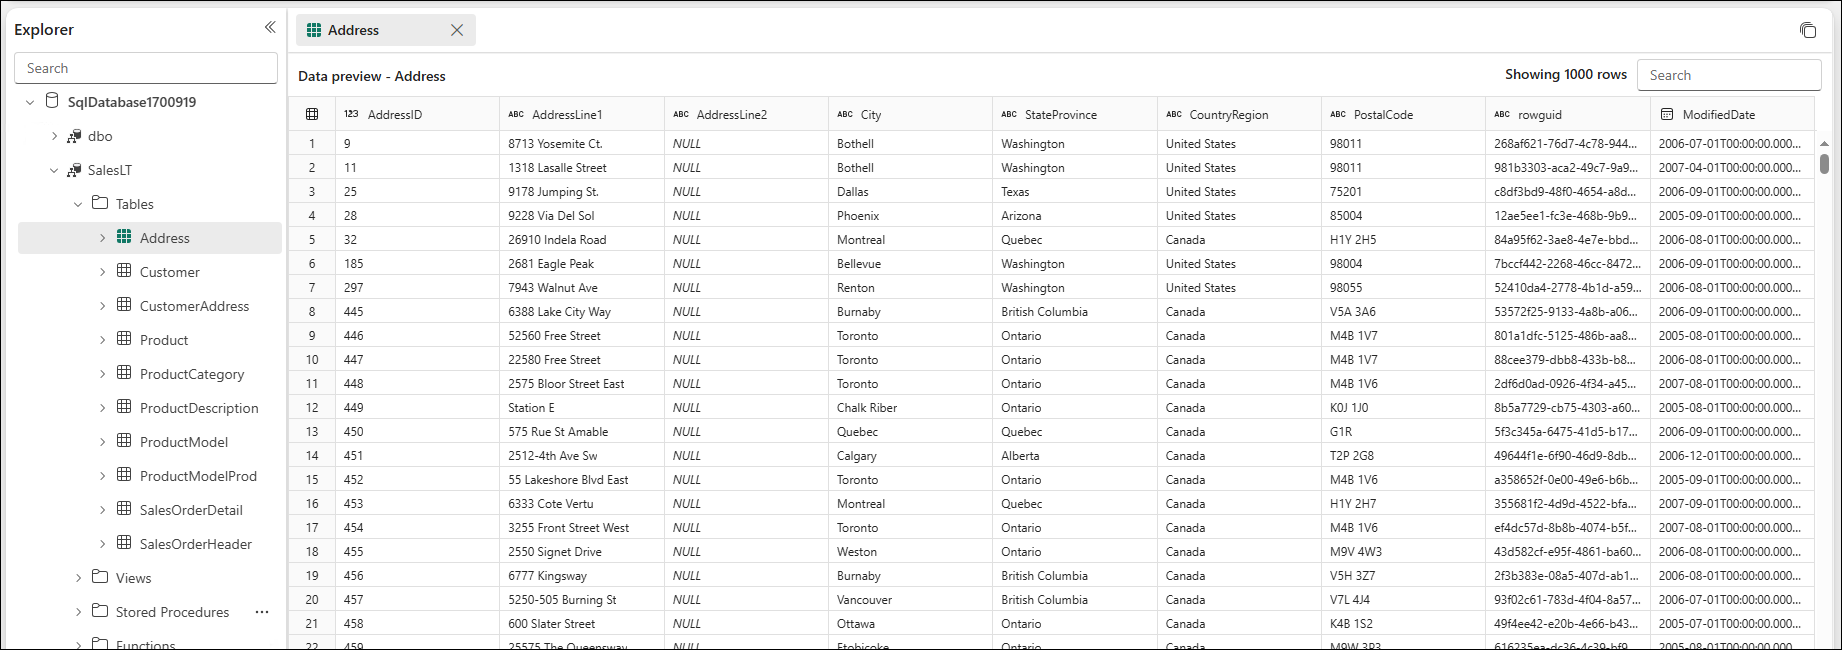 Explorer
Search
SqlDatabase1700919
dbo
SalesLT
Tables
Address
Customer
CustomerAddress
Product
ProductCategory
ProductDescription
ProductModel
ProductModelProd
SalesOrderDetail
SalesOrderHeader
Views
Stored Procedures
Functions
Address
Data preview - Address
Showing 1000 rows
Search
123 AddressID ABC AddressLine1 ABC AddressLine2 ABC City ABC StateProvince ABC CountryRegion ABC PostalCode ABC rowguid ModifiedDate
1 9 8713 Yosemite Ct. NULL Bothell Washington United States 98011 268af621-76d7-4c78-944... 2006-07-01T00:00:00.000...
2 11 1318 Lasalle Street NULL Bothell Washington United States 98011 981b3303-aca2-49c7-9a9... 2007-04-01T00:00:00.000...
3 25 9178 Jumping St. NULL Dallas Texas United States 75201 c8df3bd9-48f0-4654-a8d... 2006-09-01T00:00:00.000...
4 28 9228 Via Del Sol NULL Phoenix Arizona United States 85004 12ae5ee1-fc3e-468b-9b9... 2005-09-01T00:00:00.000...
5 32 26910 Indela Road NULL Montreal Quebec Canada H1Y 2H5 84a95f62-3ae8-4e7e-bbd... 2006-08-01T00:00:00.000...
6 185 2681 Eagle Peak NULL Bellevue Washington United States 98004 7bccf442-2268-46cc-8472... 2006-09-01T00:00:00.000...
7 297 7943 Walnut Ave NULL Renton Washington United States 98055 52410da4-2778-4b1d-a59... 2006-08-01T00:00:00.000...
8 445 6388 Lake City Way NULL Burnaby British Columbia Canada V5A 3A6 53572f25-9133-4a8b-a06... 2006-09-01T00:00:00.000...
9 446 52560 Free Street NULL Toronto Ontario Canada M4B 1V7 801a1dfc-5125-486b-aa8... 2005-08-01T00:00:00.000...
10 447 22580 Free Street NULL Toronto Ontario Canada M4B 1V7 88cee379-dbb8-433b-b8... 2006-08-01T00:00:00.000...
11 448 2575 Bloor Street East NULL Toronto Ontario Canada M4B 1V6 2df6d0ad-0926-4f34-a45... 2007-08-01T00:00:00.000...
12 449 Station E NULL Chalk Riber Ontario Canada K0J 1J0 8b5a7729-cb75-4303-a60... 2005-08-01T00:00:00.000...
13 450 575 Rue St Amable NULL Quebec Quebec Canada G1R 5f3c345a-6475-41d5-b17... 2006-09-01T00:00:00.000...
14 451 2512-4th Ave Sw NULL Calgary Alberta Canada T2P 2G8 49644f1e-6f90-46d9-8db... 2006-12-01T00:00:00.000...
15 452 55 Lakeshore Blvd East NULL Toronto Ontario Canada M4B 1V6 a358652f-0e00-49e6-b6b... 2005-09-01T00:00:00.000...
16 453 6333 Cote Vertu NULL Montreal Quebec Canada H1Y 2H7 355681f2-4d9d-4522-bfa... 2007-09-01T00:00:00.000...
17 454 3255 Front Street West NULL Toronto Ontario Canada M4B 1V6 ef4dc57d-8b8b-4074-b5f... 2007-08-01T00:00:00.000...
18 455 2550 Signet Drive NULL Weston Ontario Canada M9V 4W3 43d582cf-e95f-4861-ba60... 2006-08-01T00:00:00.000...
19 456 6777 Kingsway NULL Burnaby British Columbia Canada V5H 3Z7 2f3b383e-08a5-407d-ab1... 2006-08-01T00:00:00.000...
20 457 5250-505 Burning St NULL Vancouver British Columbia Canada V7L 4J4 93f02c61-783d-4f04-8a57... 2006-07-01T00:00:00.000...
21 458 600 Slater Street NULL Ottawa Ontario Canada K4B 1S2 49f4ee42-e20b-4e66-b43... 2005-07-01T00:00:00.000...
22 459 25575 The Queensway NULL Etobicoke Ontario Canada M9W 3P3 616235ea-dc36-4c39-bf9... 2006-08-01T00:00:00.000...